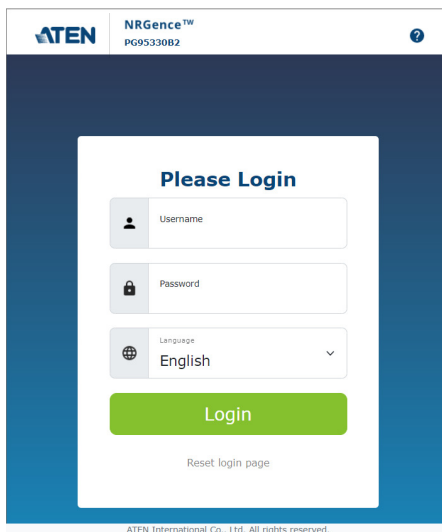 ATEN
NRGence™
PG95330B2
?
Please Login
Username
Password
Language
English
Login
Reset login page
ATEN International Co., Ltd. All rights reserved.